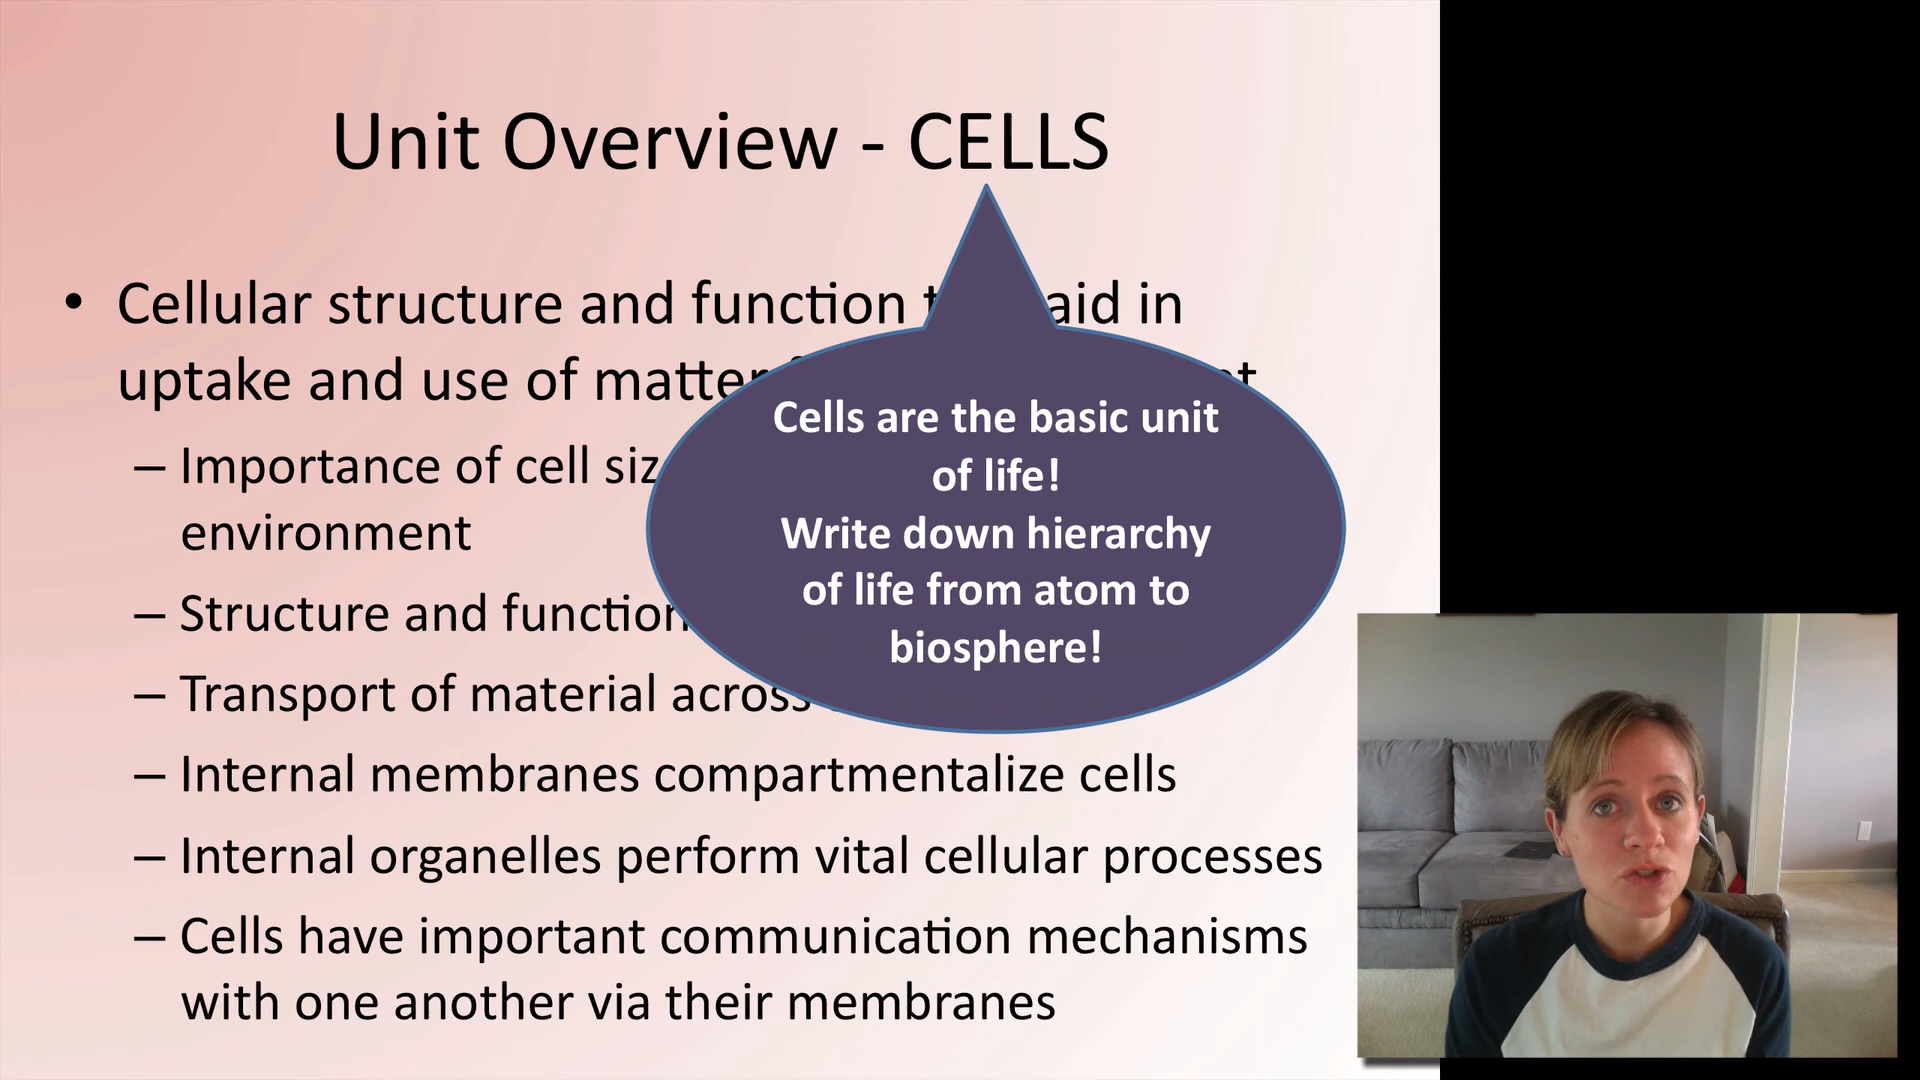 Unit Overview - CELLS
• Cellular structure and function aid in
uptake and use of matter
– Importance of cell
environment
– Structure and function
– Transport of material across
– Internal membranes compartmentalize cells
– Internal organelles perform vital cellular processes
– Cells have important communication mechanisms
with one another via their membranes
Cells are the basic unit
of life!
Write down hierarchy
of life from atom to
biosphere!